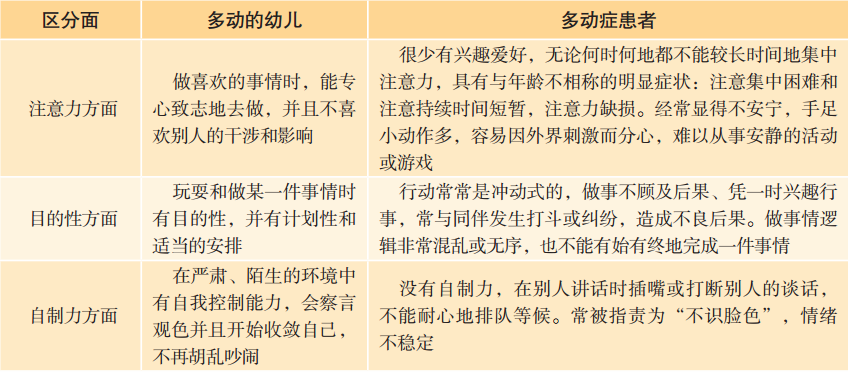 区分面
多动的幼儿
多动症患者
注意力方面
做喜欢的事情时，能专
心致志地去做，并且不喜
欢别人的干涉和影响
很少有兴趣爱好，无论何时何地都不能较长时间地集中
注意力，具有与年龄不相称的明显症状：注意集中困难和
注意持续时间短暂，注意力缺损。经常显得不安宁，手足
小动作多，容易因外界刺激而分心，难以从事安静的活动
或游戏
目的性方面
玩耍和做某一件事情时
有目的性，并有计划性和
适当的安排
行动常常是冲动式的，做事不顾及后果、凭一时兴趣行
事，常与同伴发生打斗或纠纷，造成不良后果。做事情逻
辑非常混乱或无序，也不能有始有终地完成一件事情
自制力方面
在严肃、陌生的环境中
有自我控制能力，会察言
观色并且开始收敛自己，
不再胡乱吵闹
没有自制力，在别人讲话时插嘴或打断别人的谈话，
不能耐心地排队等候。常被指责为“不识脸色”，情绪
不稳定